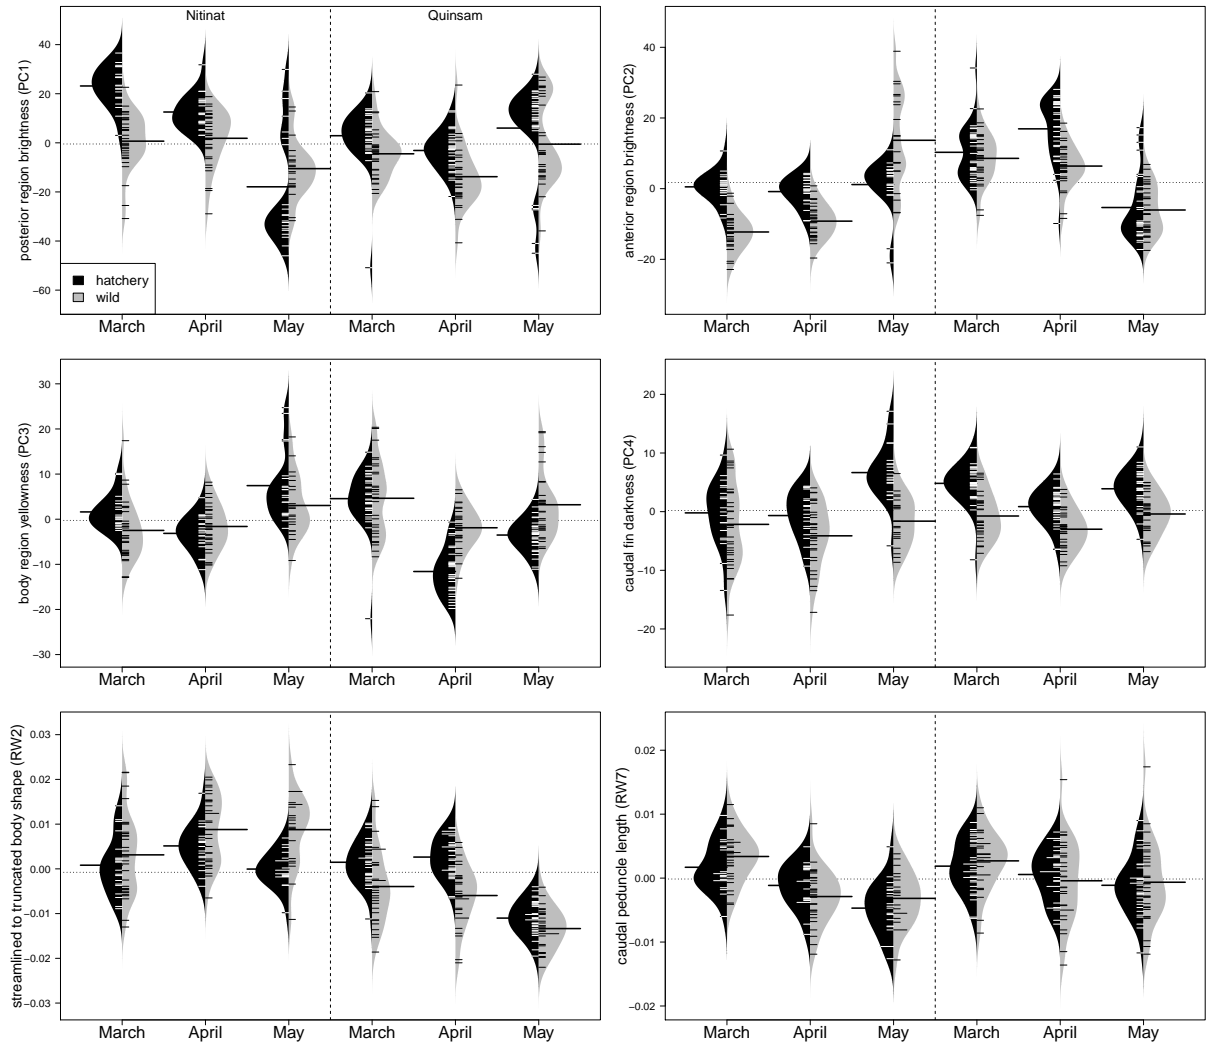 Nitinat Quinsam
posterior region brightness (PC1)
40
20
0
−20
−40
−60
hatchery
wild
March April May March April May
anterior region brightness (PC2)
40
20
0
−20
March April May March April May
body region yellowness (PC3)
30
20
10
0
−10
−20
−30
March April May March April May
caudal fin darkness (PC4)
20
10
0
−10
−20
March April May March April May
streamlined to truncated body shape (RW2)
0.03
0.02
0.01
0.00
−0.01
−0.02
−0.03
March April May March April May
caudal peduncle length (RW7)
0.02
0.01
0.00
−0.01
−0.02
March April May March April May